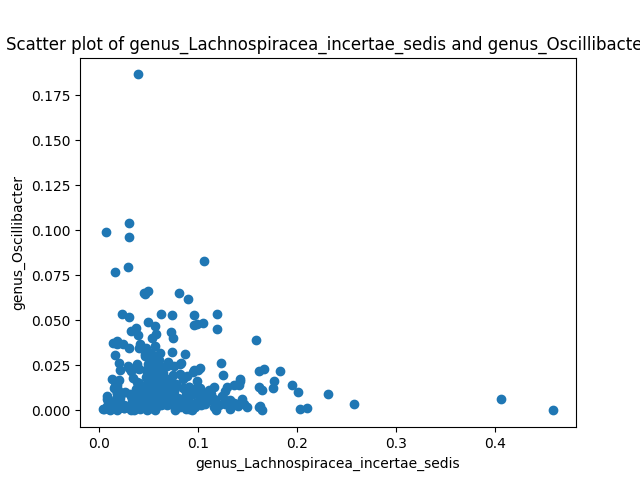 Scatter plot of genus_Lachnospiracea_incertae_sedis and genus_Oscillibacte
0.175
0.150
0.125
0.100
0.075
0.050
0.025
0.000
genus_Oscillibacter
0.0 0.1 0.2 0.3 0.4
genus_Lachnospiracea_incertae_sedis